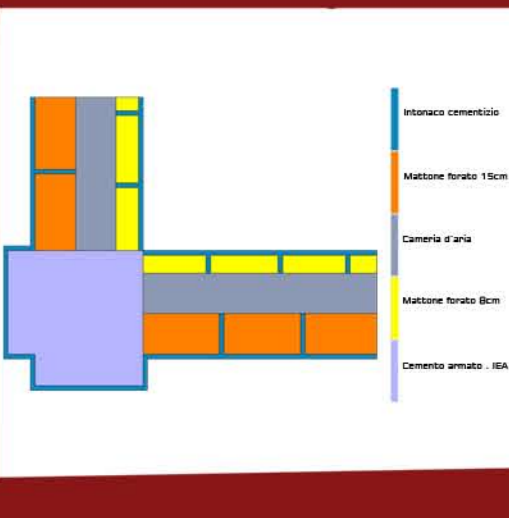 Intonaco cementizio
Mattone forato 15cm
Cameria d'aria
Mattone forato 8cm
Cemento armato . IEA